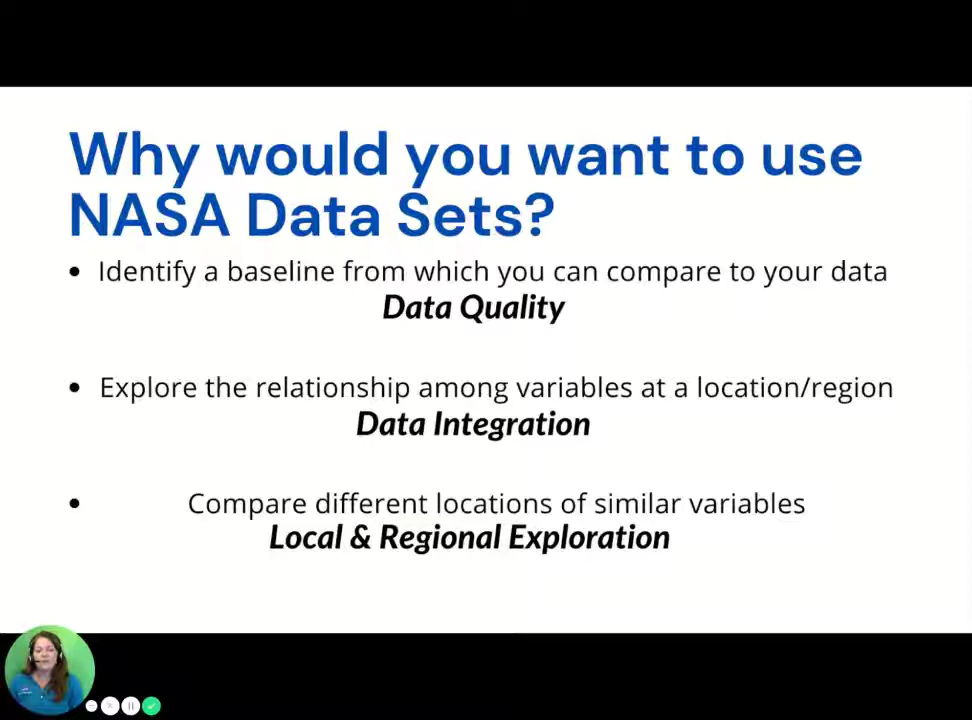 Why would you want to use
NASA Data Sets?
• Identify a baseline from which you can compare to your data
Data Quality
• Explore the relationship among variables at a location/region
Data Integration
• Compare different locations of similar variables
Local & Regional Exploration